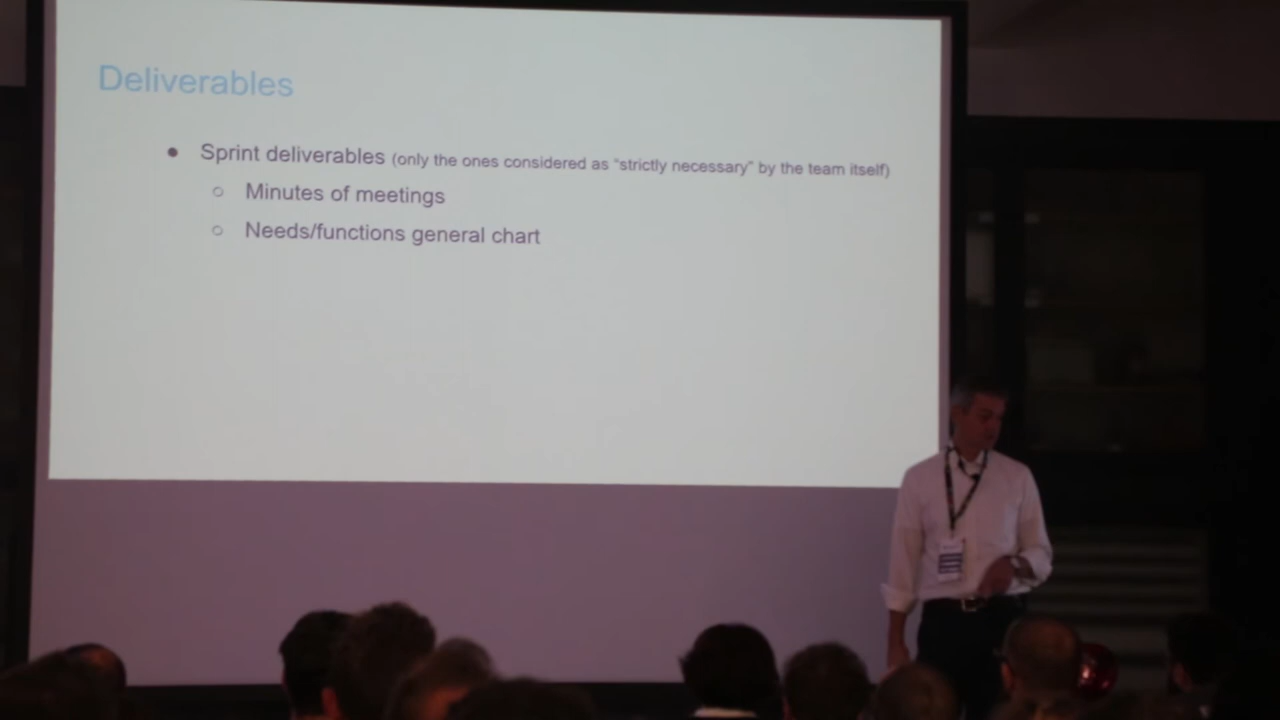 Deliverables
● Sprint deliverables (only the ones considered as "strictly necessary" by the team itself)
○ Minutes of meetings
○ Needs/functions general chart